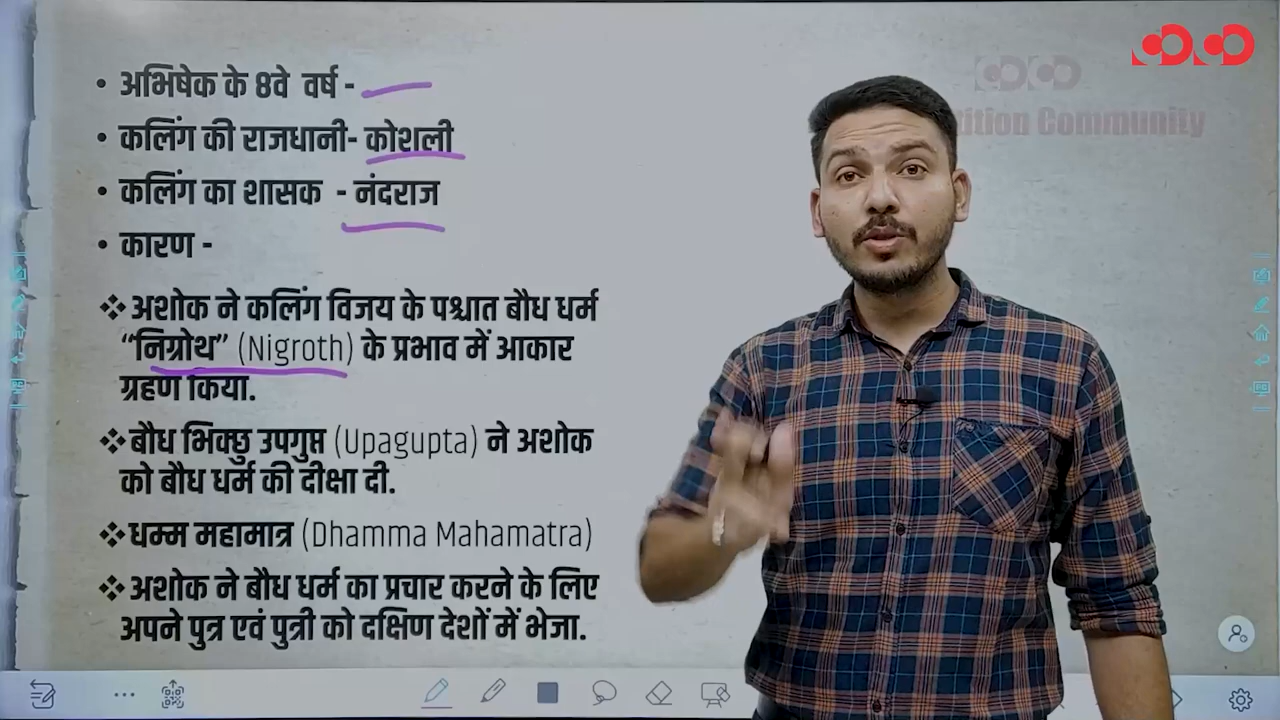 अभिषेक के 8वे वर्ष -
कलिंग की राजधानी- कोशली
कलिंग का शासक - नंदराज
कारण -
अशोक ने कलिंग विजय के पश्चात बौध धर्म
“निग्रोथ” (Nigroth) के प्रभाव में आकार
ग्रहण किया.
बौध भिक्छु उपगुप्त (Upagupta) ने अशोक
को बौध धर्म की दीक्षा दी.
धम्म महामात्र (Dhamma Mahamatra)
अशोक ने बौध धर्म का प्रचार करने के लिए
अपने पुत्र एवं पुत्री को दक्षिण देशों में भेजा.
Community